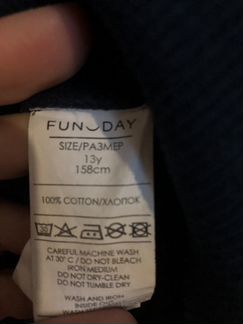 FUN DAY
SIZE/РАЗМЕР
13y
158cm
100% COTTON/ХЛОПОК
CAREFUL MACHINE WASH
AT 30° C / DO NOT BLEACH
IRON MEDIUM
DO NOT DRY-CLEAN
DO NOT TUMBLE DRY
WASH AND IRON
INSIDE